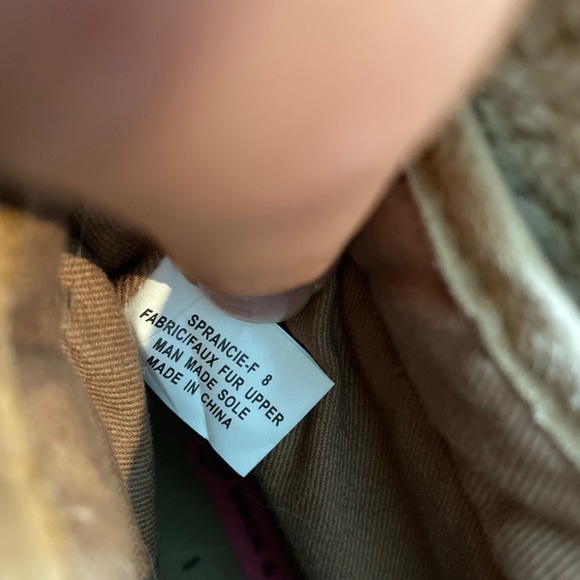 SPRANCIE-F 8
FABRIC/FAUX FUR UPPER
MAN MADE SOLE
MADE IN CHINA